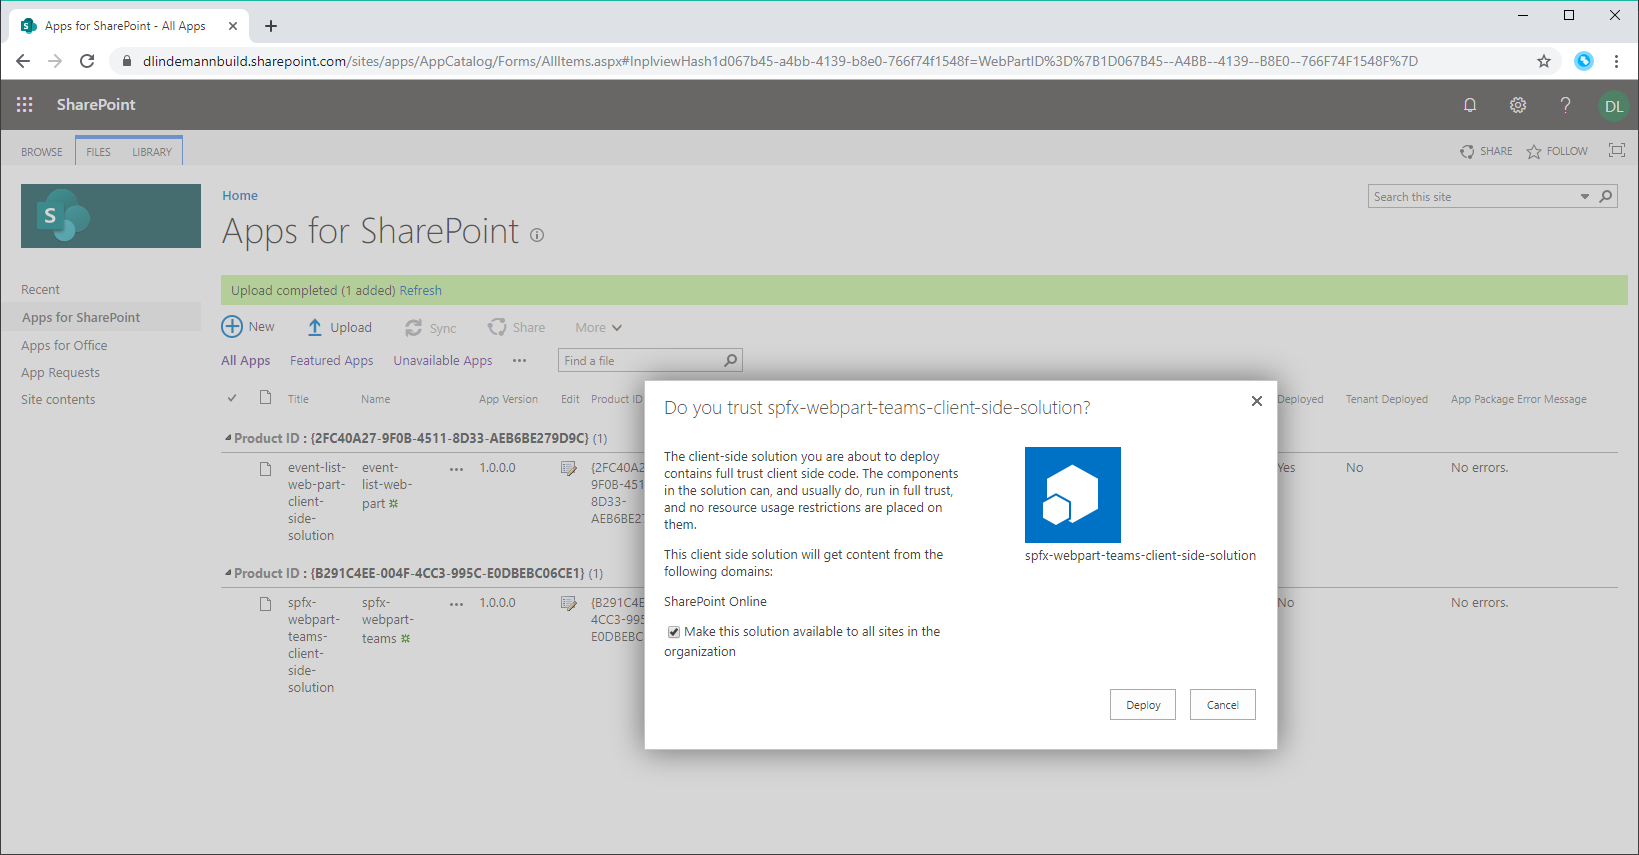 Apps for SharePoint - All Apps
dlindemannbuild.sharepoint.com/sites/apps/AppCatalog/Forms/AllItems.aspx#InplviewHash1d067b45-a4bb-4139-b8e0-766f74f1548f=WebPartID%3D%7B1D067B45--A4BB--4139--B8E0--766F74F1548F%7D
SharePoint
DL
BROWSE FILES LIBRARY SHARE FOLLOW
S
Home
Search this site
Apps for SharePoint
Upload completed (1 added) Refresh
Recent
Apps for SharePoint
Apps for Office
App Requests
Site contents
New Upload Sync Share More
All Apps Featured Apps Unavailable Apps ... Find a file
Title Name App Version Edit Product ID Deployed Tenant Deployed App Package Error Message
Product ID : {2FC40A27-9F0B-4511-8D33-AEB6BE279D9C} (1)
event-list-
web-part-
client-
side-
solution
event-
list-web-
part
...
1.0.0.0
{2FC40A2
9F0B-451
8D33-
AEB6BE27
Yes
No
No errors.
Product ID : {B291C4EE-004F-4CC3-995C-E0DBEBC06CE1} (1)
spfx-
webpart-
teams-
client-
side-
solution
spfx-
webpart-
teams
...
1.0.0.0
{B291C4E
4CC3-995
E0DBEBC
No
No errors.
Do you trust spfx-webpart-teams-client-side-solution?
The client-side solution you are about to deploy
contains full trust client side code. The components
in the solution can, and usually do, run in full trust,
and no resource usage restrictions are placed on
them.
This client side solution will get content from the
following domains:
SharePoint Online
Make this solution available to all sites in the
organization
spfx-webpart-teams-client-side-solution
Deploy Cancel